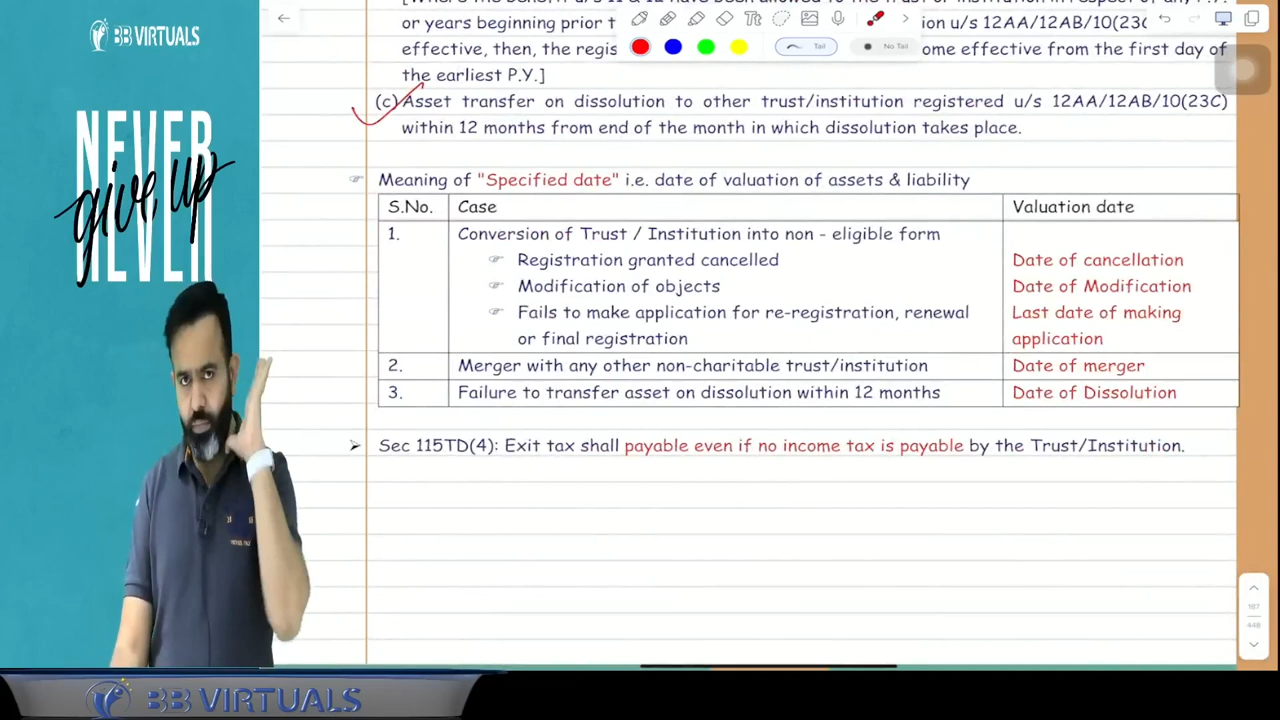 BB VIRTUALS
NEVER
give up
NEVER
or years beginning prior t
ion u/s 12AA/12AB/10(23C
effective, then, the regis
ome effective from the first day of
the earliest P.Y.]
(c) Asset transfer on dissolution to other trust/institution registered u/s 12AA/12AB/10(23C)
within 12 months from end of the month in which dissolution takes place.
Tail
No Tail
Meaning of "Specified date" i.e. date of valuation of assets & liability
S.No. Case Valuation date
1. Conversion of Trust / Institution into non - eligible form
Registration granted cancelled Date of cancellation
Modification of objects Date of Modification
Fails to make application for re-registration, renewal Last date of making
or final registration application
2. Merger with any other non-charitable trust/institution Date of merger
3. Failure to transfer asset on dissolution within 12 months Date of Dissolution
Sec 115TD(4): Exit tax shall payable even if no income tax is payable by the Trust/Institution.
187
448
BB VIRTUALS